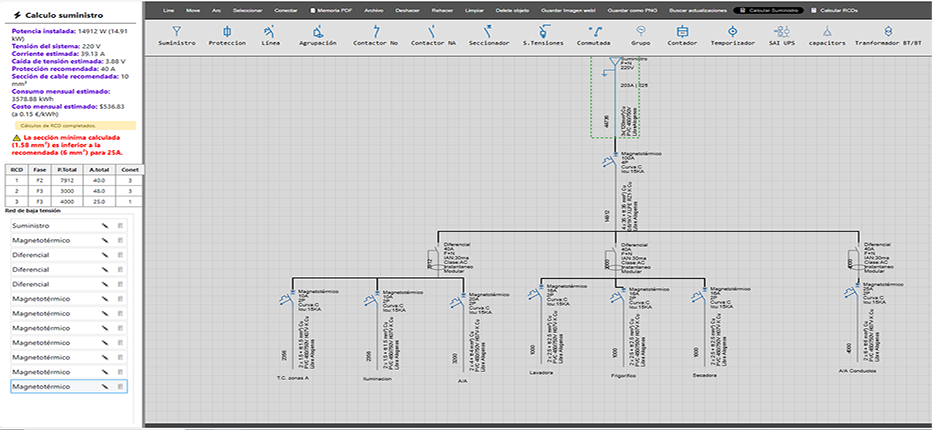 Calculo suministro
Potencia instalada: 14912 W (14.91
kW)
Tensión del sistema: 220 V
Corriente estimada: 39.13 A
Caída de tensión estimada: 3.88 V
Protección recomendada: 40 A
Sección de cable recomendada: 10
mm²
Consumo mensual estimado:
3578.88 kWh
Costo mensual estimado: $536.83
(a 0.15 €/kWh)
Cálculos de RCD completados.
La sección mínima calculada
(1.58 mm²) es inferior a la
recomendada (6 mm²) para 25A.
RCD Fase P.Total A.total Conet
1 F2 7912 40.0 3
2 F3 3000 48.0 3
3 F3 4000 25.0 1
Red de baja tensión
Suministro
Magnetotérmico
Diferencial
Diferencial
Diferencial
Magnetotérmico
Magnetotérmico
Magnetotérmico
Magnetotérmico
Magnetotérmico
Magnetotérmico
Magnetotérmico
Line Move Arc Seleccionar Conectar Memoria PDF Archivo Deshacer Rehacer Limpiar Delete objeto Guardar Imagen webl Guardar como PNG Buscar actualizaciones Calcular Suministro Calcular RCDs
Suministro Proteccion Línea Agrupación Contactor No Contactor NA Seccionador S.Tensiones Conmutada Grupo Contador Temporizador SAI UPS capacitors Tranformador BT/BT
Suministro
F+N
220V
Magnetotérmico
100A
4P
Curva:C
Icu:15KA
14912
Diferencial
40A
F+N
IAN:30ma
Clase:AC
Instantaneo
Modular
7912
Diferencial
40A
F+N
IAN:30ma
Clase:AC
Instantaneo
Modular
3000
Diferencial
40A
F+N
IAN:30ma
Clase:AC
Instantaneo
Modular
4000
Magnetotérmico
10A
Curva:C
Icu:15KA
T.C. zonas A
Magnetotérmico
Curva:C
Icu:15KA
Iluminacion
Magnetotérmico
Curva:C
Icu:15KA
A/A
Magnetotérmico
16A
2P
Curva:C
Icu:15KA
1000
Lavadora
Magnetotérmico
16A
2P
Curva:C
Icu:15KA
1000
Frigorifico
Magnetotérmico
16A
2P
Curva:C
Icu:15KA
1000
Secadora
Magnetotérmico
25A
Curva:C
Icu:15KA
4000
A/A Conductos